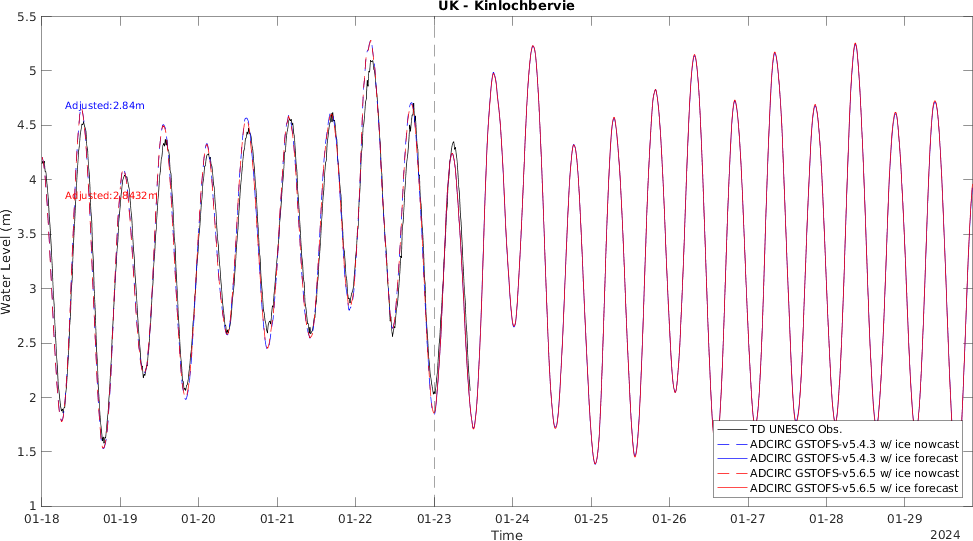 UK - Kinlochbervie
5.5
5
4.5
4
3.5
3
2.5
2
1.5
1
Water Level (m)
Adjusted:2.84m
Adjusted:2.8432m
TD UNESCO Obs.
ADCIRC GSTOFS-v5.4.3 w/ ice nowcast
ADCIRC GSTOFS-v5.4.3 w/ ice forecast
ADCIRC GSTOFS-v5.6.5 w/ ice nowcast
ADCIRC GSTOFS-v5.6.5 w/ ice forecast
01-18 01-19 01-20 01-21 01-22 01-23 01-24 01-25 01-26 01-27 01-28 01-29
Time
2024